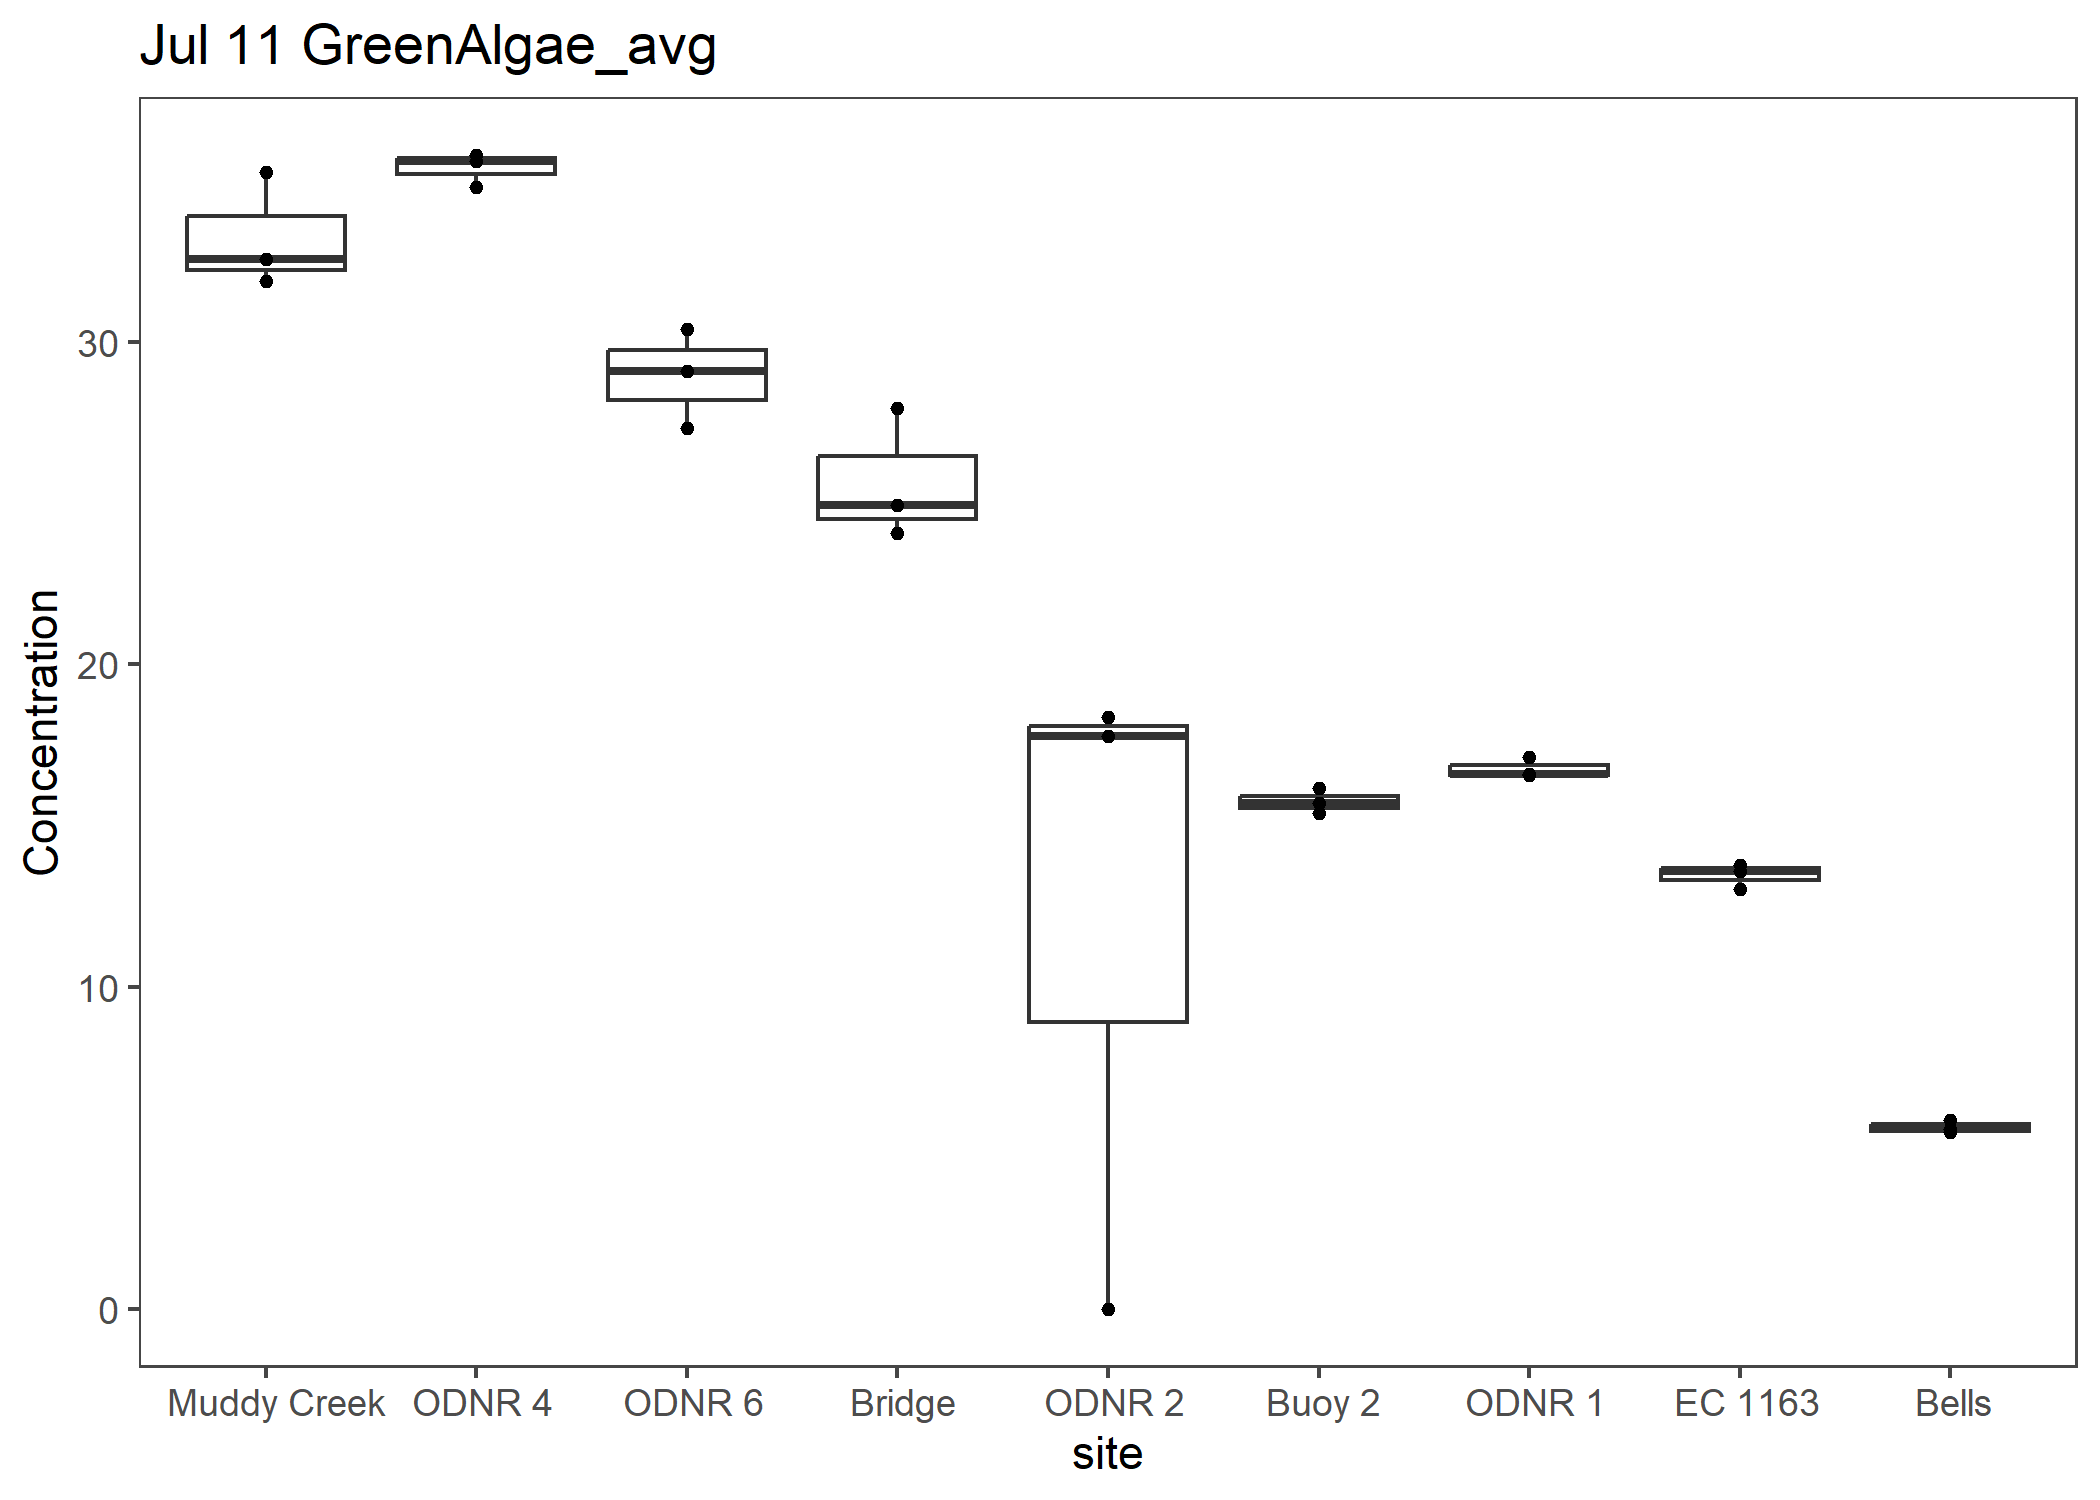 Jul 11 GreenAlgae_avg
Concentration
30
20
10
0
Muddy Creek ODNR 4 ODNR 6 Bridge ODNR 2 Buoy 2 ODNR 1 EC 1163 Bells
site